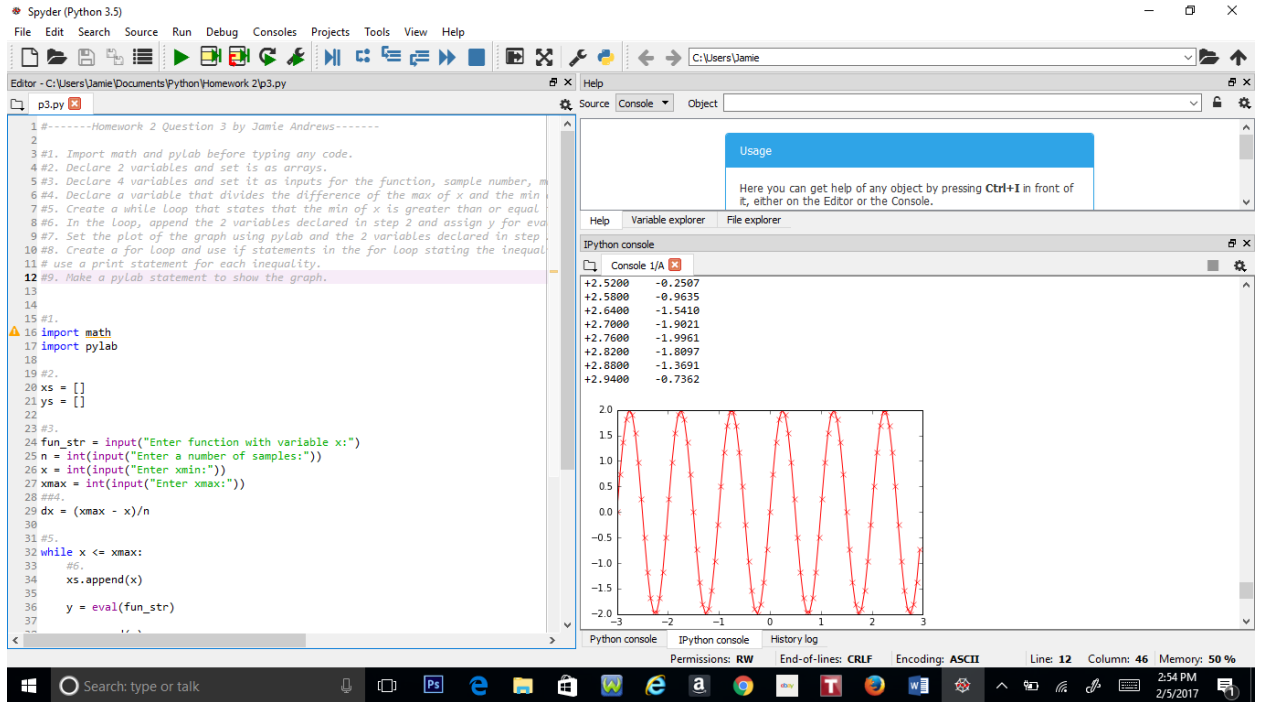 Spyder (Python 3.5)
File Edit Search Source Run Debug Consoles Projects Tools View Help
C:\Users\Jamie
Editor - C:\Users\Jamie\Documents\Python\Homework 2\p3.py
p3.py
1 #-------Homework 2 Question 3 by Jamie Andrews-------
2
3 #1. Import math and pylab before typing any code.
4 #2. Declare 2 variables and set is as arrays.
5 #3. Declare 4 variables and set it as inputs for the function, sample number, m
6 #4. Declare a variable that divides the difference of the max of x and the min
7 #5. Create a while loop that states that the min of x is greater than or equal
8 #6. In the loop, append the 2 variables declared in step 2 and assign y for eva
9 #7. Set the plot of the graph using pylab and the 2 variables declared in step
10 #8. Create a for loop and use if statements in the for loop stating the inequal
11 # use a print statement for each inequality.
12 #9. Make a pylab statement to show the graph.
13
14
15 #1.
16 import math
17 import pylab
18
19 #2.
20 xs = []
21 ys = []
22
23 #3.
24 fun_str = input("Enter function with variable x:")
25 n = int(input("Enter a number of samples:"))
26 x = int(input("Enter xmin:"))
27 xmax = int(input("Enter xmax:"))
28 ##4.
29 dx = (xmax - x)/n
30
31 #5.
32 while x <= xmax:
33 #6.
34 xs.append(x)
35
36 y = eval(fun_str)
37
Help
Source Console Object
Usage
Here you can get help of any object by pressing Ctrl+I in front of
it, either on the Editor or the Console.
Help Variable explorer File explorer
IPython console
Console 1/A
+2.5200 -0.2507
+2.5800 -0.9635
+2.6400 -1.5410
+2.7000 -1.9021
+2.7600 -1.9961
+2.8200 -1.8097
+2.8800 -1.3691
+2.9400 -0.7362
2.0
1.5
1.0
0.5
0.0
−0.5
−1.0
−1.5
−2.0
−3 −2 −1 0 1 2 3
Python console IPython console History log
Permissions: RW End-of-lines: CRLF Encoding: ASCII Line: 12 Column: 46 Memory: 50 %
Search: type or talk
Ps
ebay
2:54 PM
2/5/2017